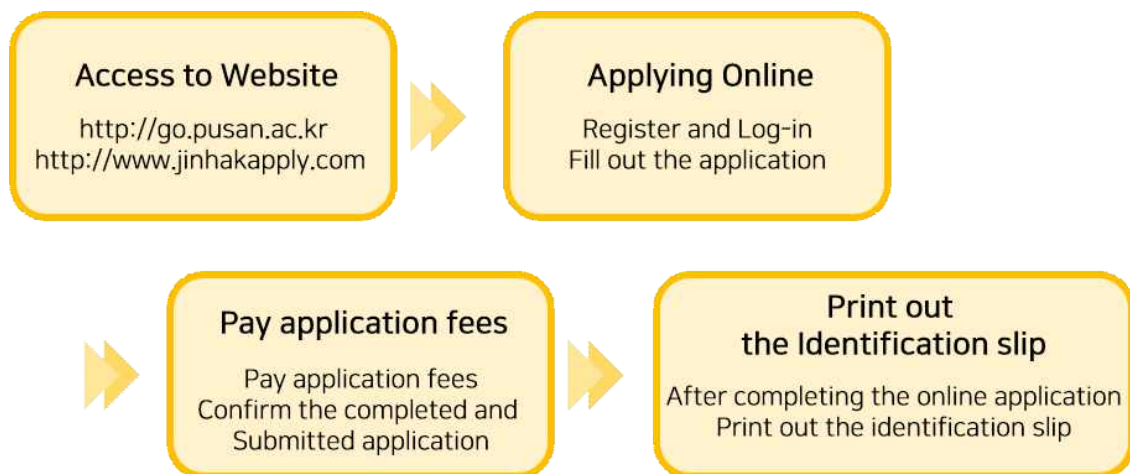 Access to Website
http://go.pusan.ac.kr
http://www.jinhakapply.com
Applying Online
Register and Log-in
Fill out the application
Pay application fees
Pay application fees
Confirm the completed and
Submitted application
Print out
the Identification slip
After completing the online application
Print out the identification slip